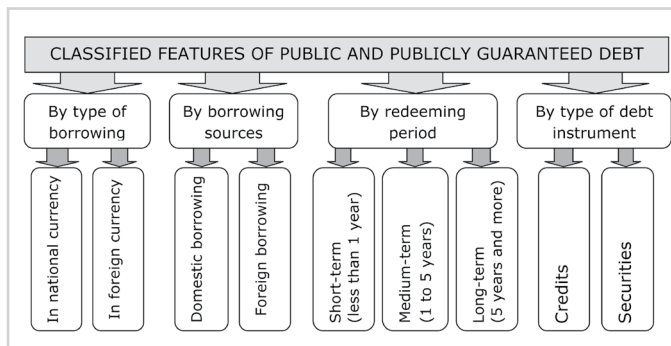 CLASSIFIED FEATURES OF PUBLIC AND PUBLICLY GUARANTEED DEBT
By type of
borrowing
By borrowing
sources
By redeeming
period
By type of debt
instrument
In national currency
In foreign currency
Domestic borrowing
Foreign borrowing
Short-term
(less than 1 year)
Medium-term
(1 to 5 years)
Long-term
(5 years and more)
Credits
Securities